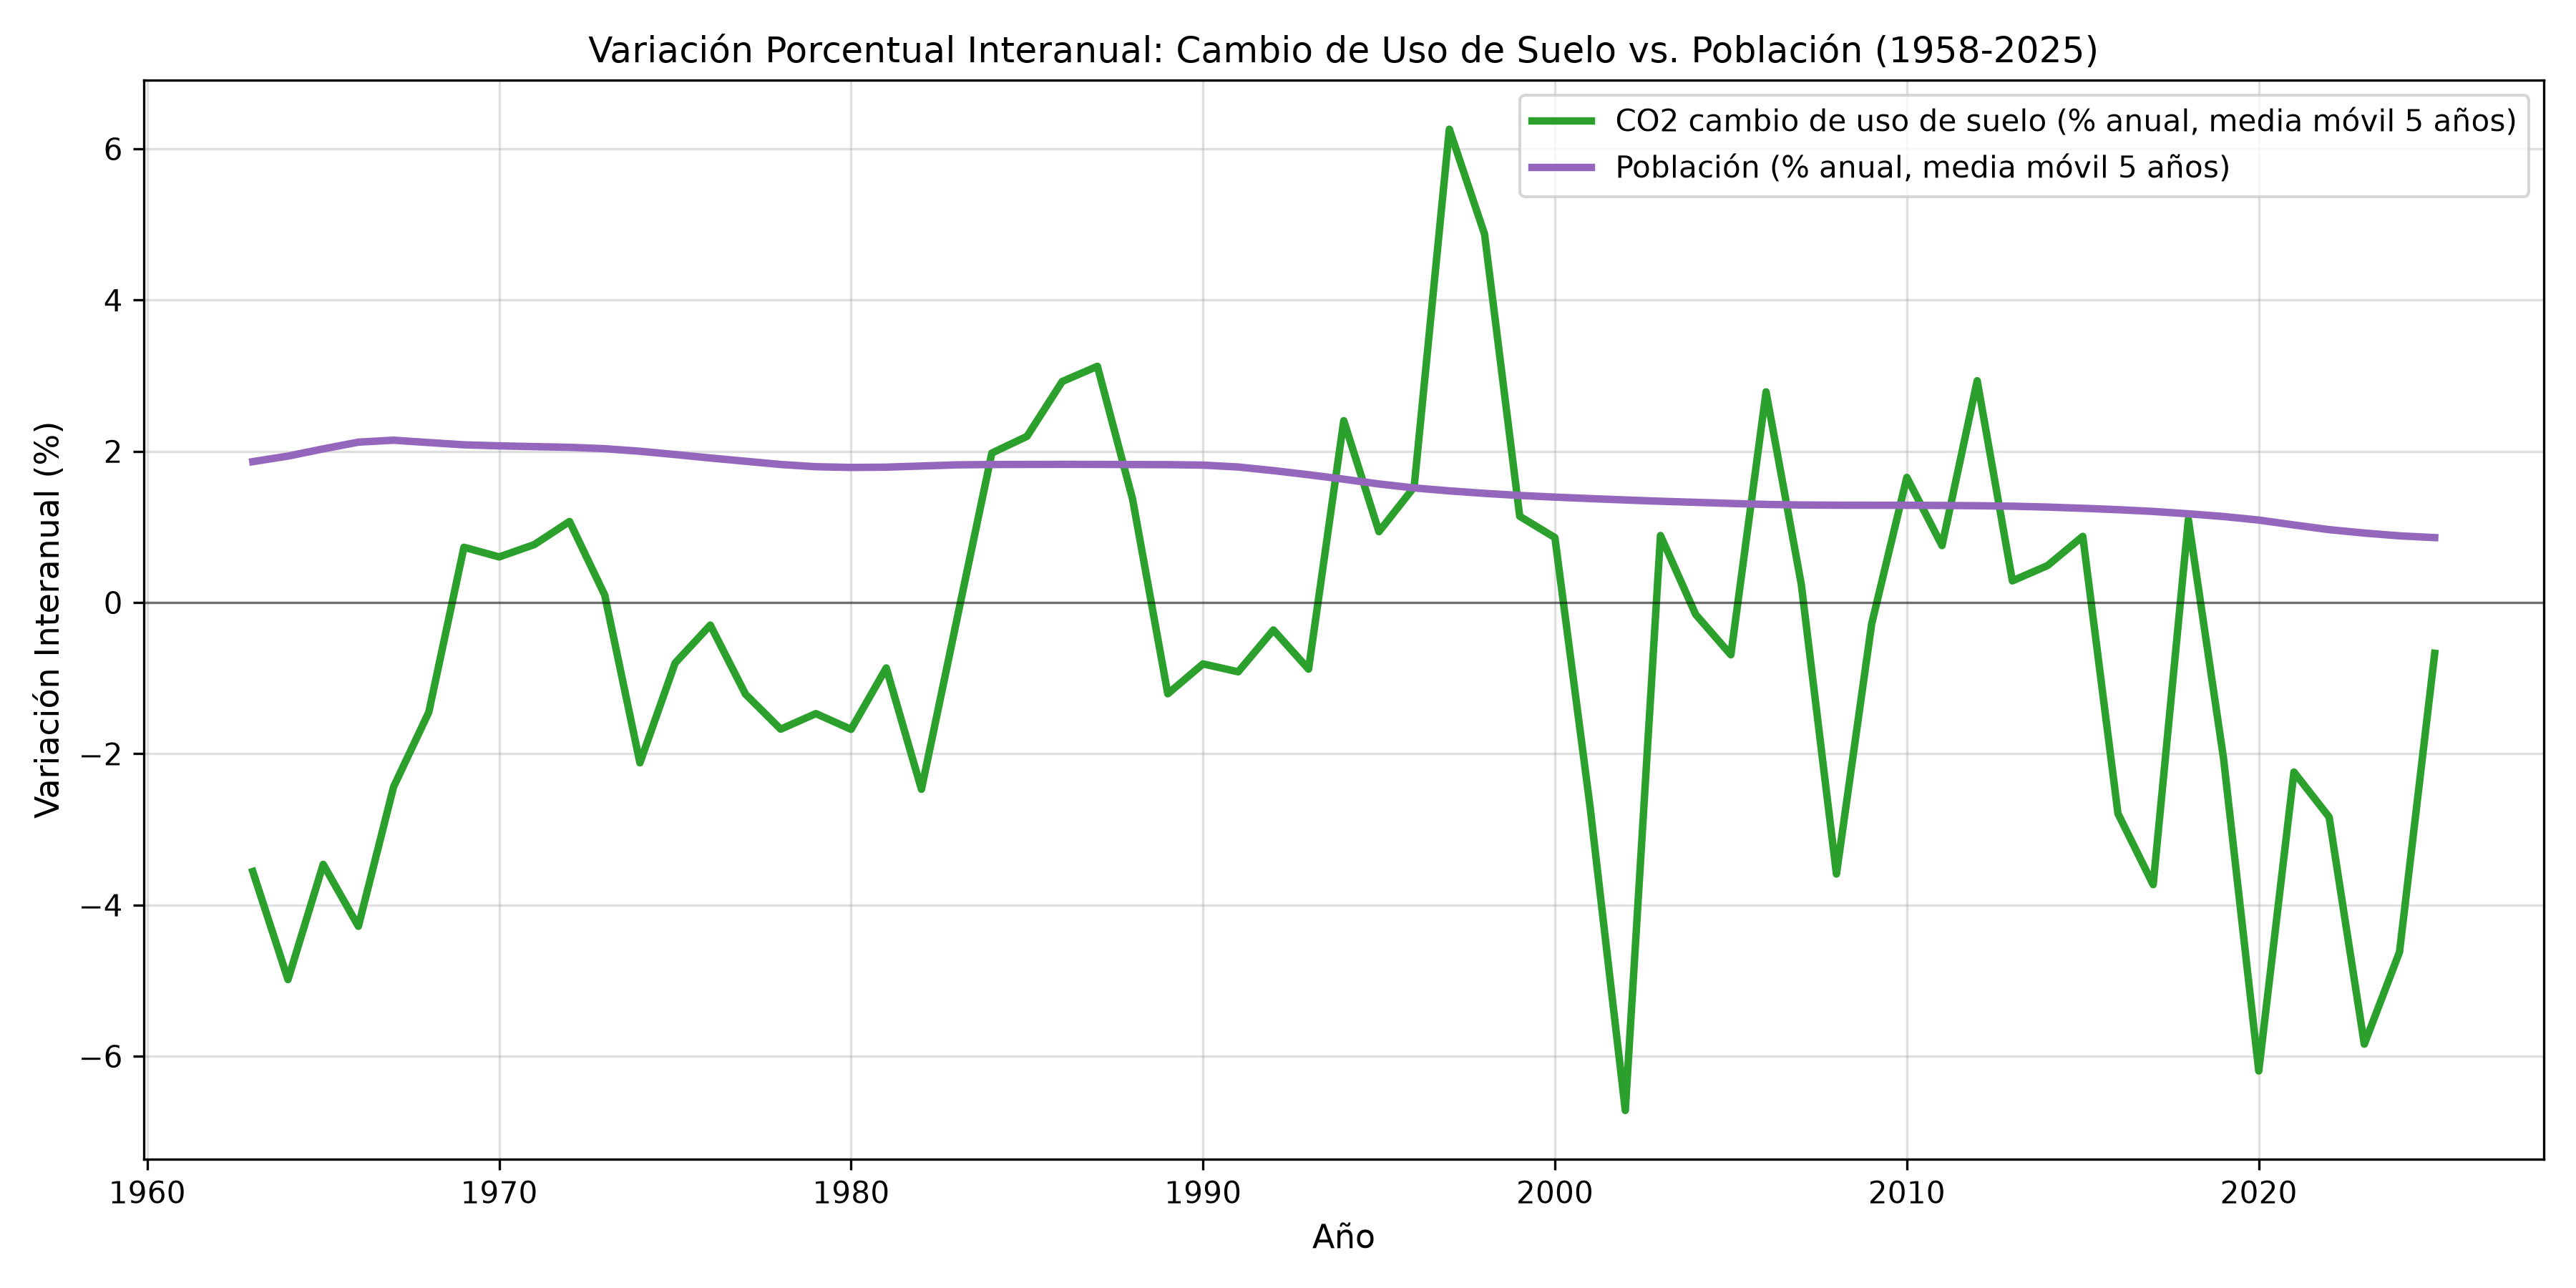 Variación Porcentual Interanual: Cambio de Uso de Suelo vs. Población (1958-2025)
CO2 cambio de uso de suelo (% anual, media móvil 5 años)
Población (% anual, media móvil 5 años)
Variación Interanual (%)
6
4
2
0
−2
−4
−6
1960 1970 1980 1990 2000 2010 2020
Año